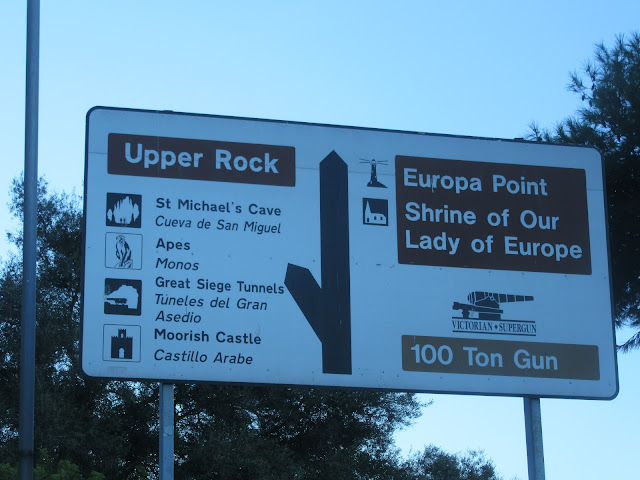 Upper Rock
St Michael's Cave
Cueva de San Miguel
Apes
Monos
Great Siege Tunnels
Túneles del Gran
Asedio
Moorish Castle
Castillo Arabe
Europa Point
Shrine of Our
Lady of Europe
VICTORIAN • SUPERGUN
100 Ton Gun